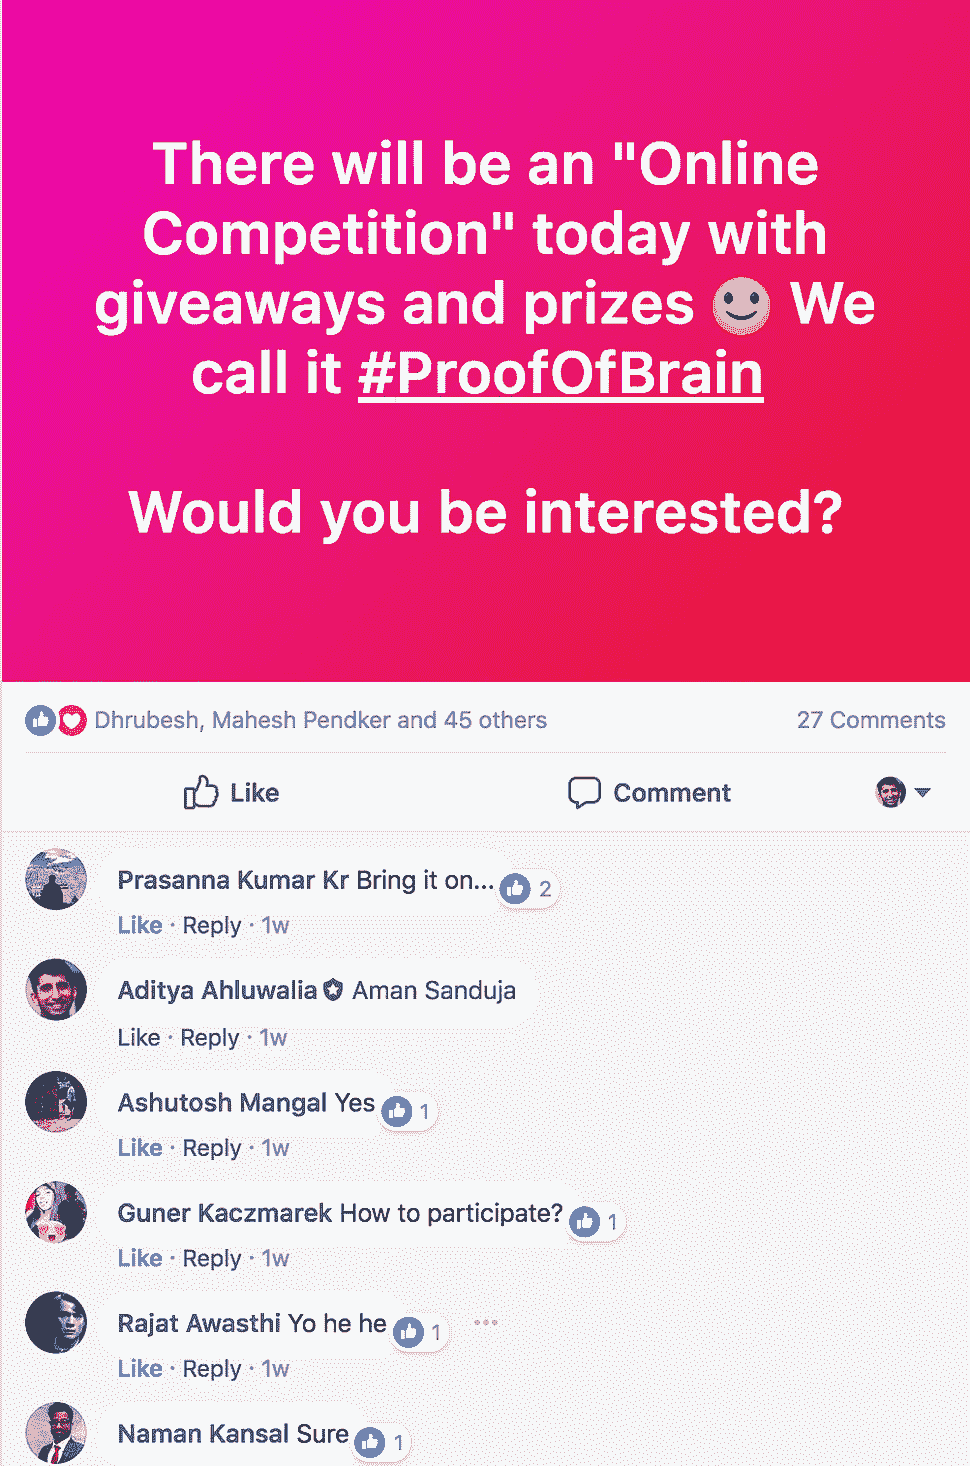 There will be an "Online
Competition" today with
giveaways and prizes 🙂 We
call it #ProofOfBrain
Would you be interested?
Dhrubesh, Mahesh Pendker and 45 others 27 Comments
Like Comment
Prasanna Kumar Kr Bring it on... 2
Like · Reply · 1w
Aditya Ahluwalia Aman Sanduja
Like · Reply · 1w
Ashutosh Mangal Yes 1
Like · Reply · 1w
Guner Kaczmarek How to participate? 1
Like · Reply · 1w
Rajat Awasthi Yo he he 1
Like · Reply · 1w
Naman Kansal Sure 1